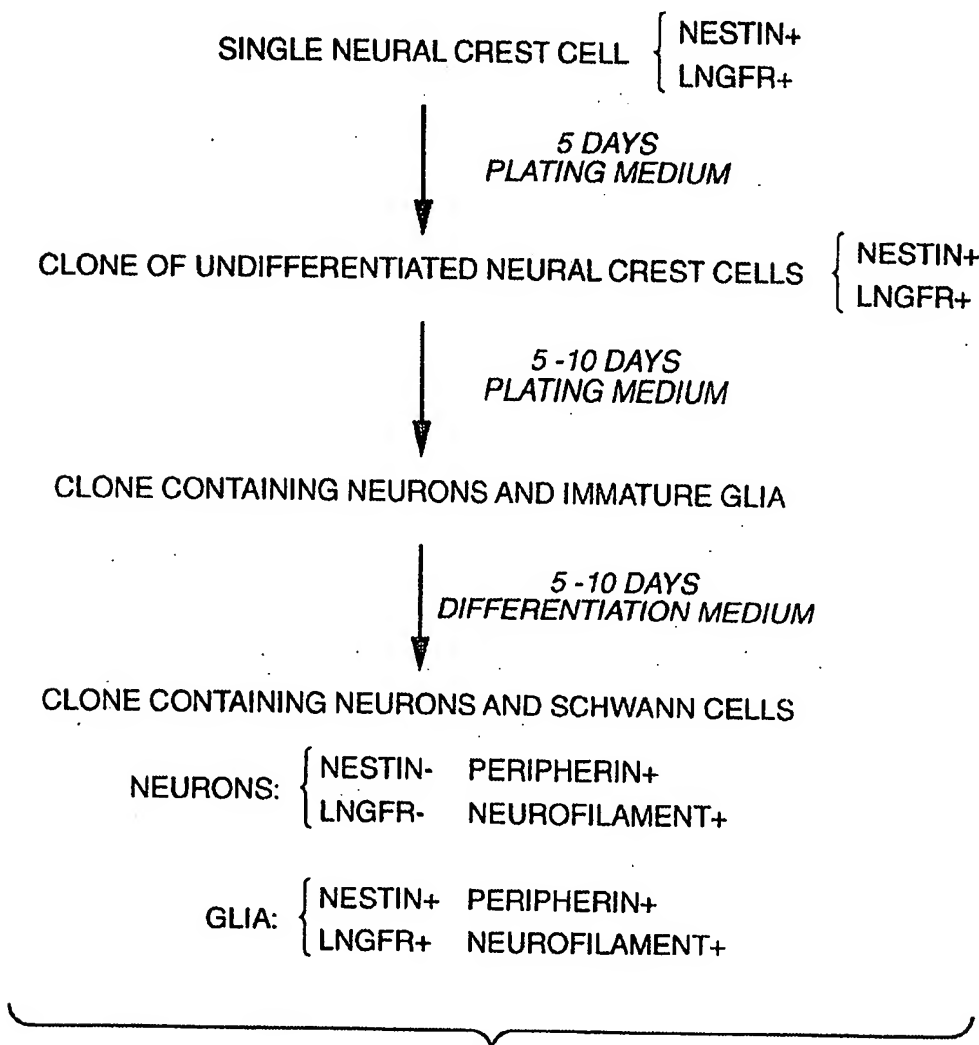 SINGLE NEURAL CREST CELL { NESTIN+
LNGFR+
5 DAYS
PLATING MEDIUM
CLONE OF UNDIFFERENTIATED NEURAL CREST CELLS { NESTIN+
LNGFR+
5-10 DAYS
PLATING MEDIUM
CLONE CONTAINING NEURONS AND IMMATURE GLIA
5-10 DAYS
DIFFERENTIATION MEDIUM
CLONE CONTAINING NEURONS AND SCHWANN CELLS
NEURONS: { NESTIN- PERIPHERIN+
LNGFR- NEUROFILAMENT+
GLIA: { NESTIN+ PERIPHERIN+
LNGFR+ NEUROFILAMENT+